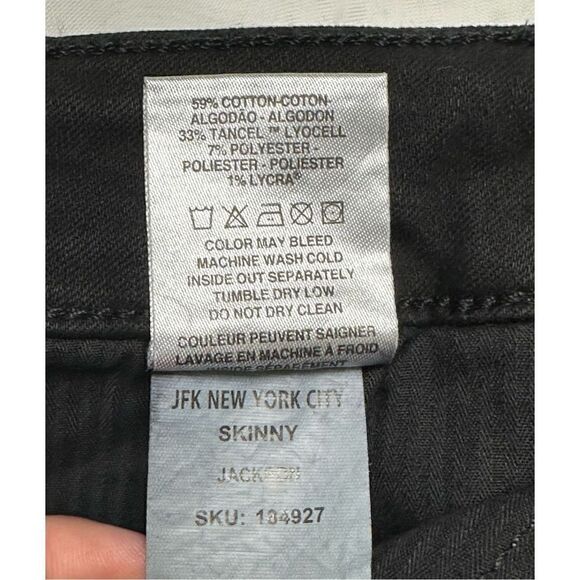 59% COTTON-COTON-
ALGODÃO - ALGODON
33% TANCEL ™ LYOCELL
7% POLYESTER -
POLIESTER - POLIESTER
1% LYCRA®
COLOR MAY BLEED
MACHINE WASH COLD
INSIDE OUT SEPARATELY
TUMBLE DRY LOW
DO NOT DRY CLEAN
COULEUR PEUVENT SAIGNER
LAVAGE EN MACHINE À FROID
SÉPARÉMENT
JFK NEW YORK CITY
SKINNY
SKU: 184927